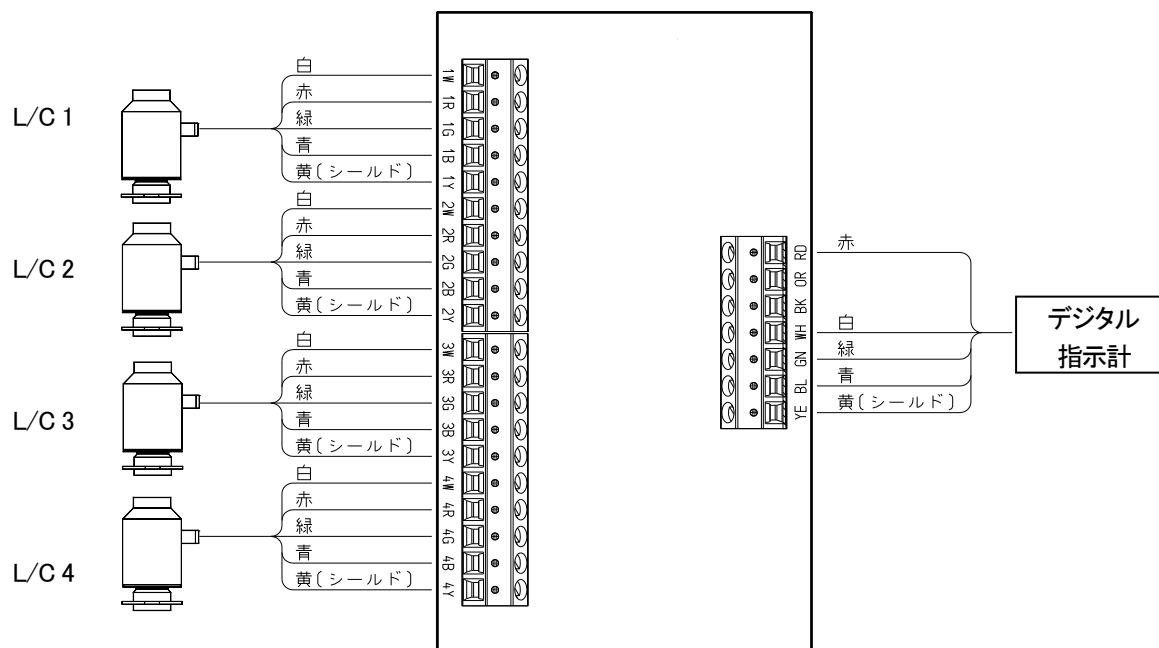 L/C 1
白
赤
緑
青
黄(シールド)
1W
1R
1G
1B
1Y
L/C 2
白
赤
緑
青
黄(シールド)
2W
2R
2G
2B
2Y
L/C 3
白
赤
緑
青
黄(シールド)
3W
3R
3G
3B
3Y
L/C 4
白
赤
緑
青
黄(シールド)
4W
4R
4G
4B
4Y
RD
OR
BK
WH
GN
BL
YE
赤
白
緑
青
黄(シールド)
デジタル
指示計